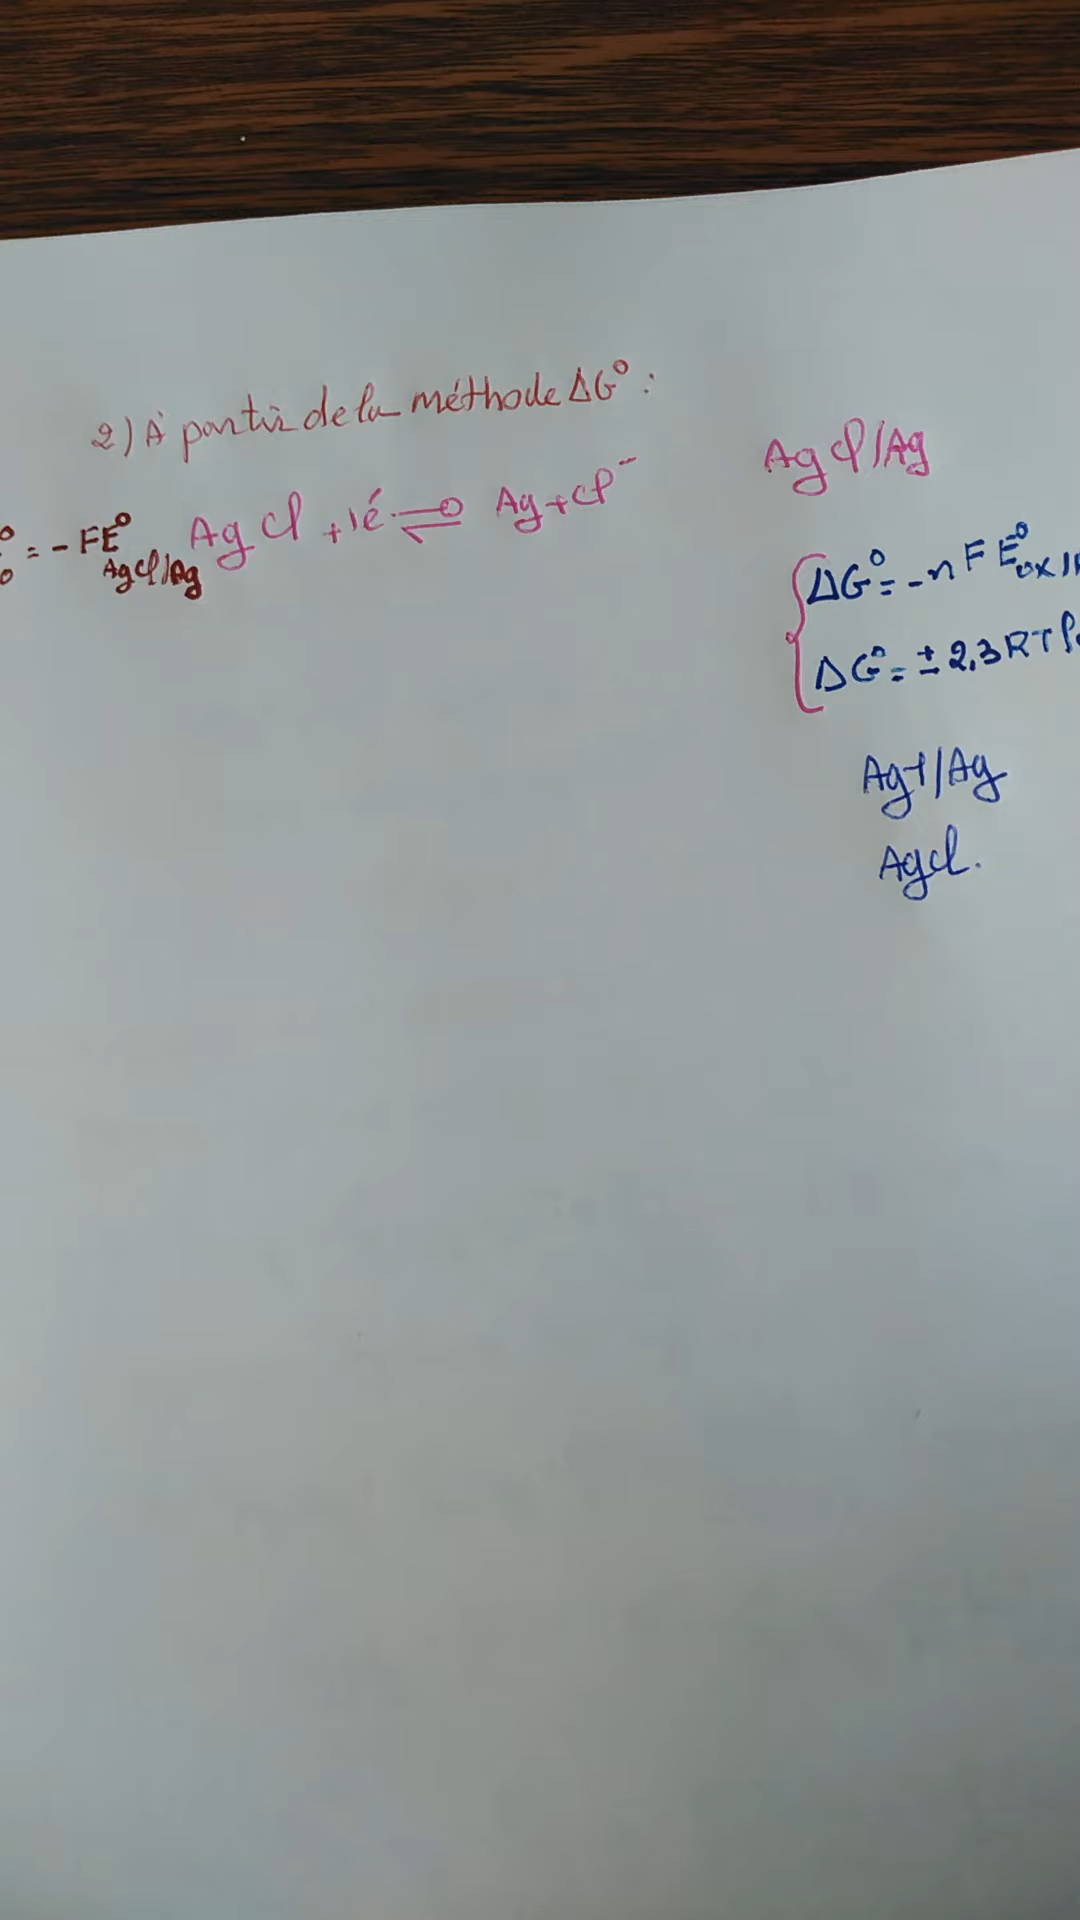 2) À partir de la méthode ΔG° :
AgCl + 1é ⇌ Ag + Cl⁻
= - FE° AgCl/Ag
AgCl/Ag
ΔG° = -nFE° ox/
ΔG° = ± 2,3RT
Ag+/Ag
AgCl.